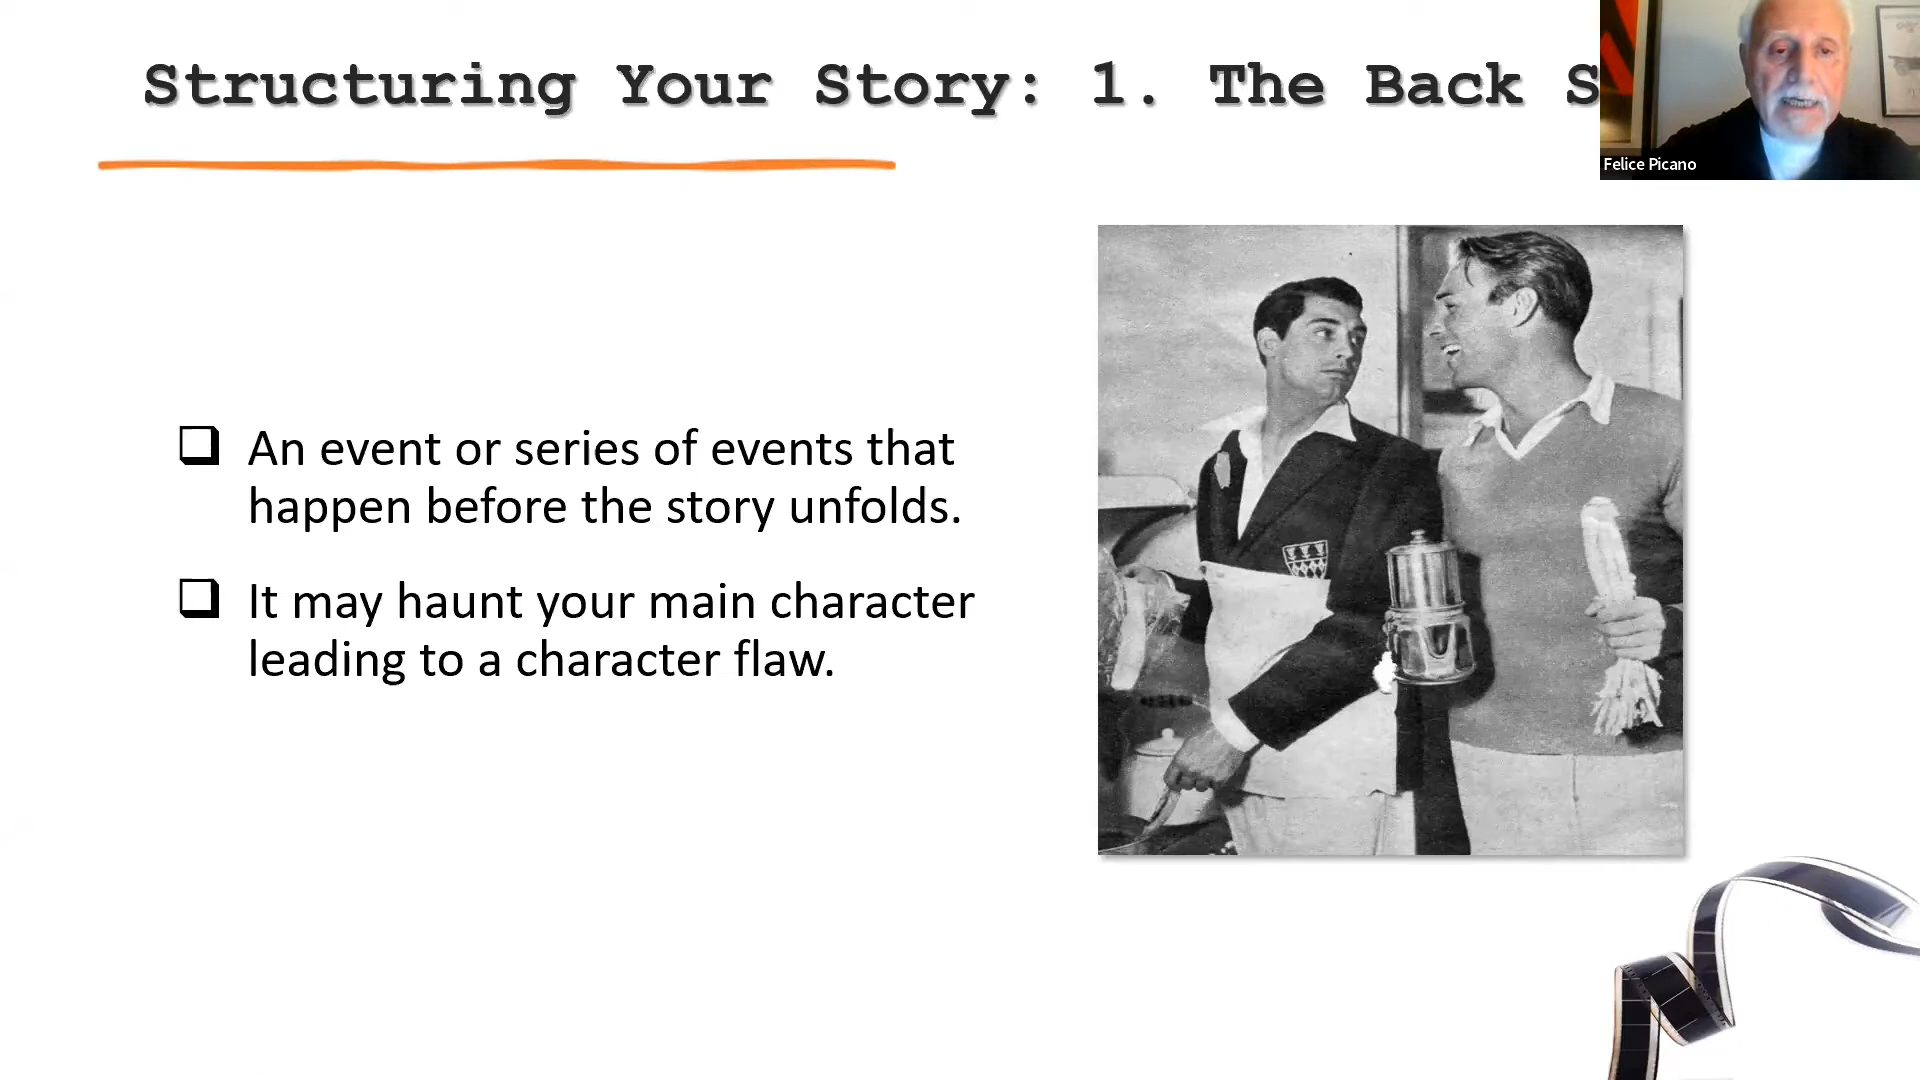 Structuring Your Story: 1. The Back S
Felice Picano
An event or series of events that
happen before the story unfolds.
It may haunt your main character
leading to a character flaw.